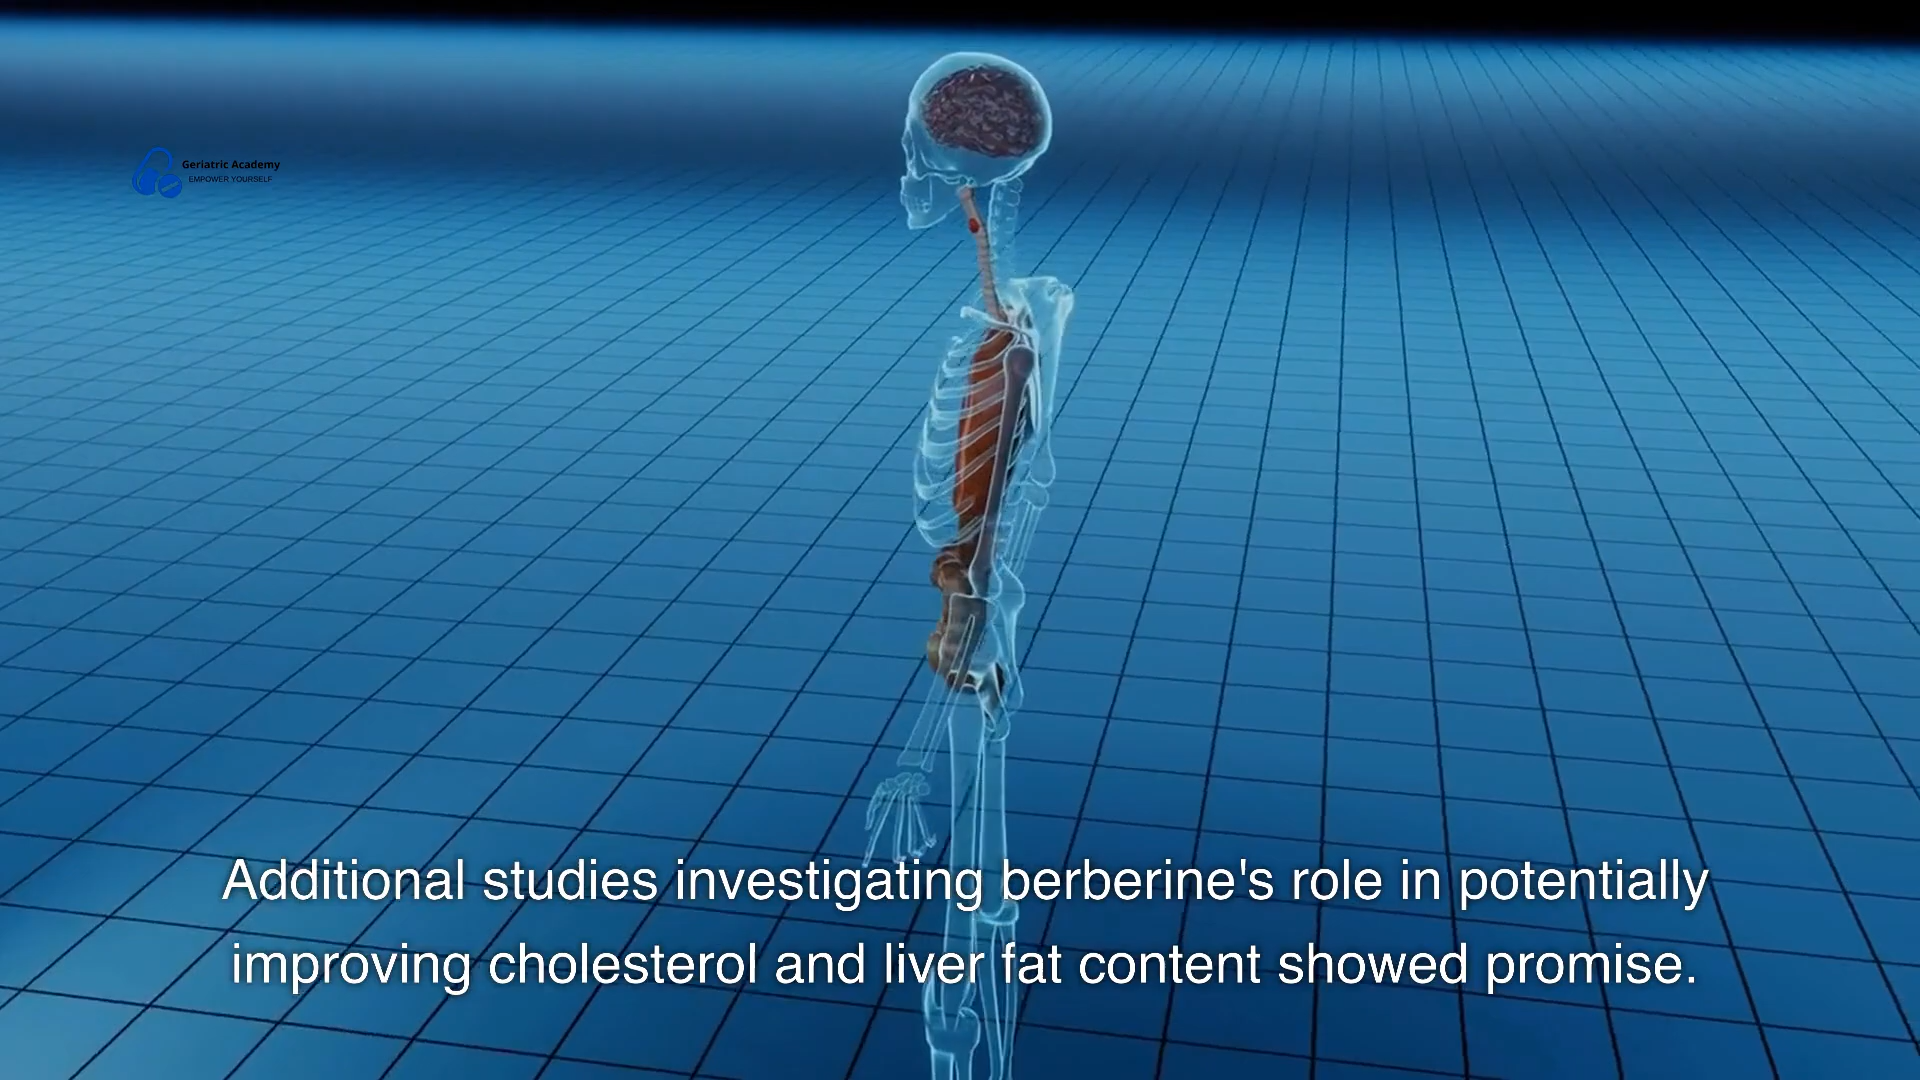 Geriatric Academy
EMPOWER YOURSELF
Additional studies investigating berberine's role in potentially
improving cholesterol and liver fat content showed promise.